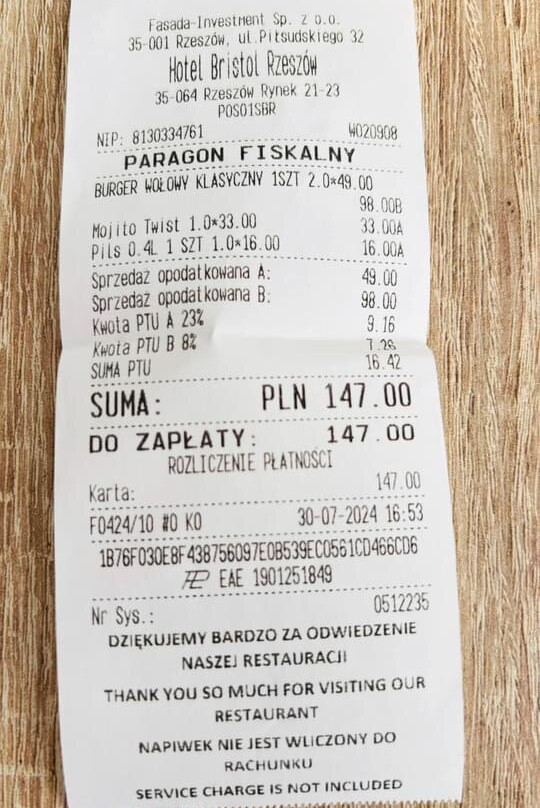 Fasada-Investment Sp. z o.o.
35-001 Rzeszów, ul.Piłsudskiego 32
Hotel Bristol Rzeszów
35-064 Rzeszów Rynek 21-23
POS01SBR
NIP: 8130334761 W020908
PARAGON FISKALNY
BURGER WOŁOWY KLASYCZNY 1SZT 2.0*49.00
98.00B
Mojito Twist 1.0*33.00 33.00A
Pils 0.4L 1 SZT 1.0*16.00 16.00A
Sprzedaż opodatkowana A: 49.00
Sprzedaż opodatkowana B: 98.00
Kwota PTU A 23% 9.16
Kwota PTU B 8% 7.26
SUMA PTU 16.42
SUMA: PLN 147.00
DO ZAPŁATY: 147.00
ROZLICZENIE PŁATNOŚCI
Karta: 147.00
F0424/10 #0 K0 30-07-2024 16:53
1B76F030E8F438756097E0B539EC0561CD466CD6
EAE 1901251849
Nr Sys.: 0512235
DZIĘKUJEMY BARDZO ZA ODWIEDZENIE
NASZEJ RESTAURACJI
THANK YOU SO MUCH FOR VISITING OUR
RESTAURANT
NAPIWEK NIE JEST WLICZONY DO
RACHUNKU
SERVICE CHARGE IS NOT INCLUDED